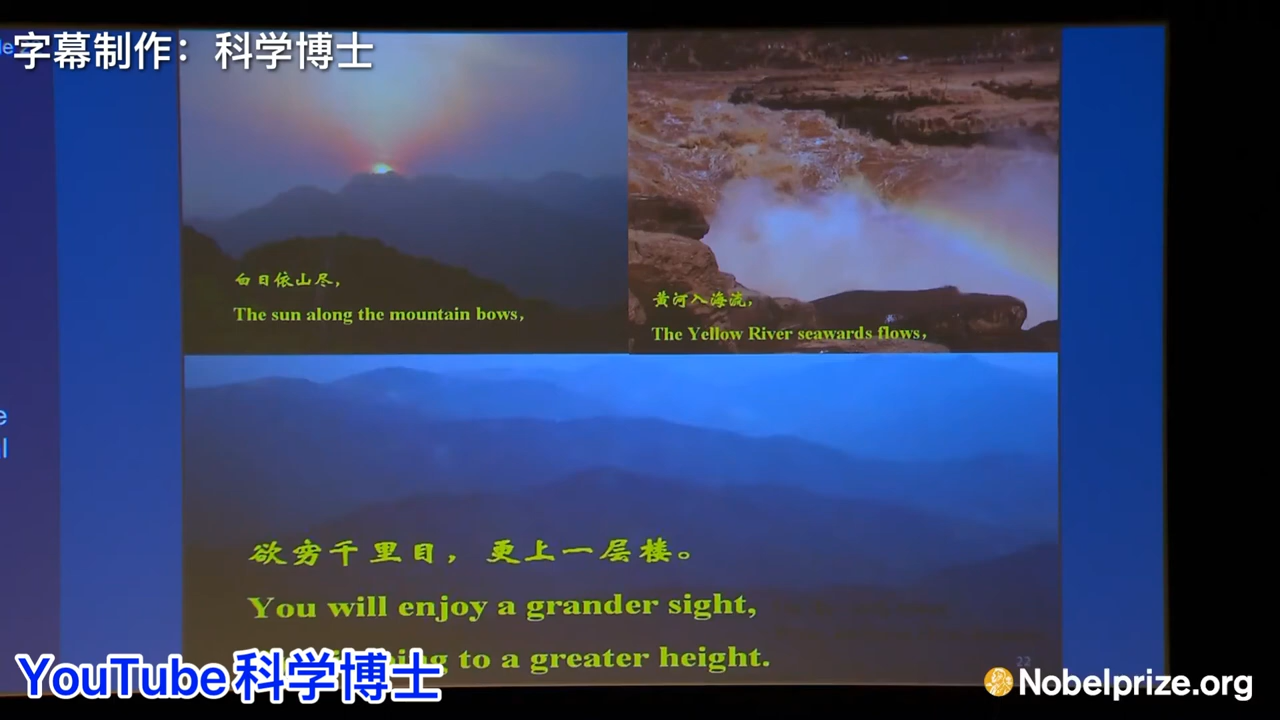 字幕制作：科学博士
白日依山尽，
The sun along the mountain bows,
黄河入海流，
The Yellow River seawards flows,
欲穷千里目，更上一层楼。
You will enjoy a grander sight,
to a greater height.
22
YouTube科学博士
Nobelprize.org